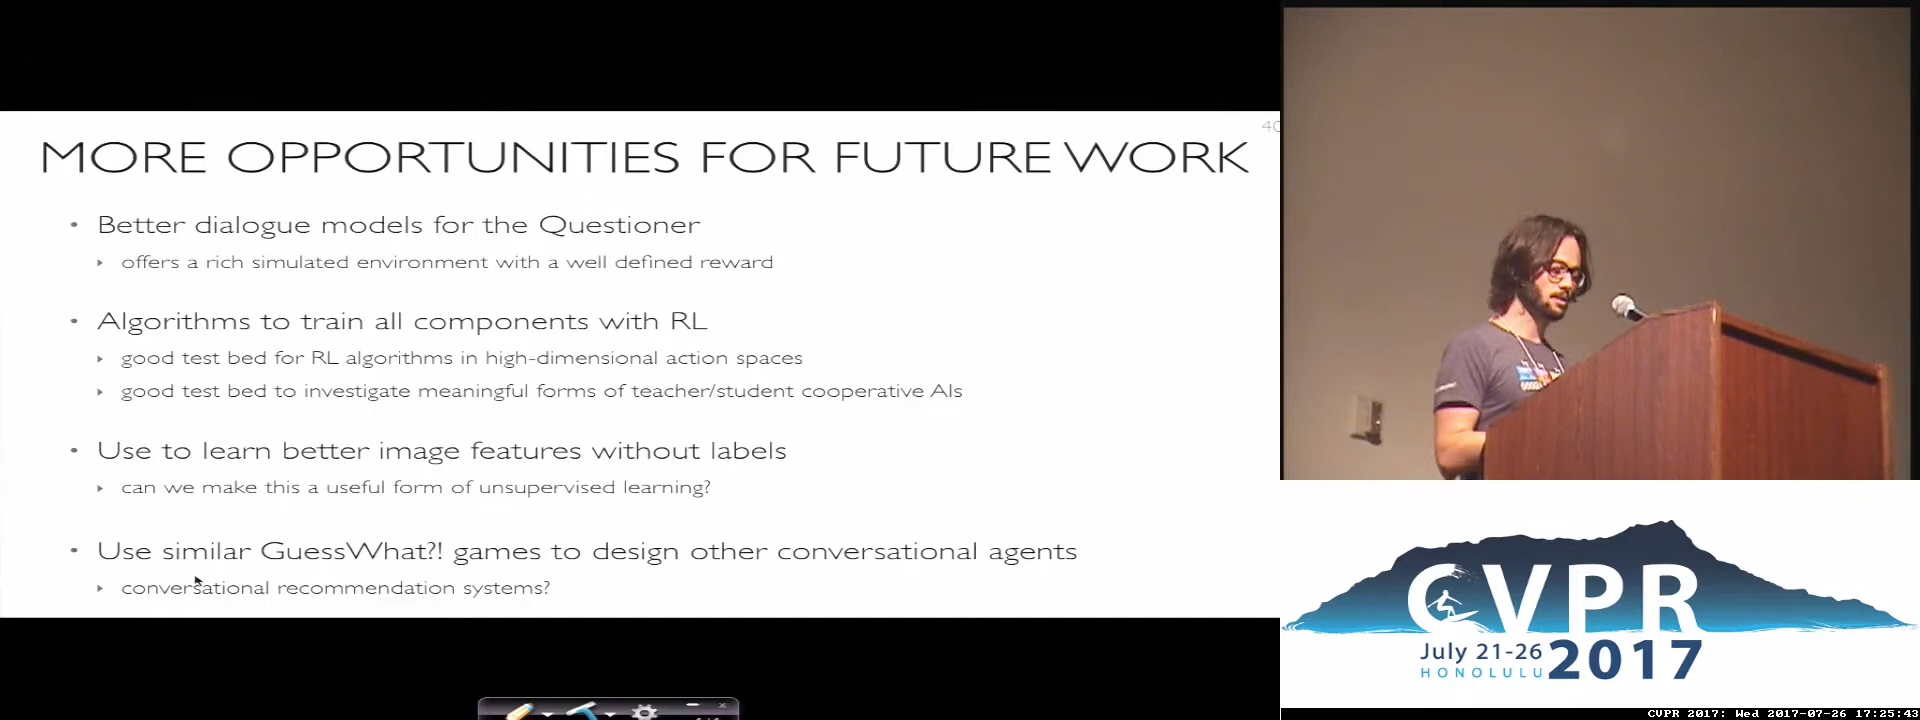 40
MORE OPPORTUNITIES FOR FUTURE WORK
• Better dialogue models for the Questioner
‣ offers a rich simulated environment with a well defined reward
• Algorithms to train all components with RL
‣ good test bed for RL algorithms in high-dimensional action spaces
‣ good test bed to investigate meaningful forms of teacher/student cooperative AIs
• Use to learn better image features without labels
‣ can we make this a useful form of unsupervised learning?
• Use similar GuessWhat?! games to design other conversational agents
‣ conversational recommendation systems?
CVPR
July 21-26
HONOLULU
2017
CVPR 2017: Wed 2017-07-26 17:25:43